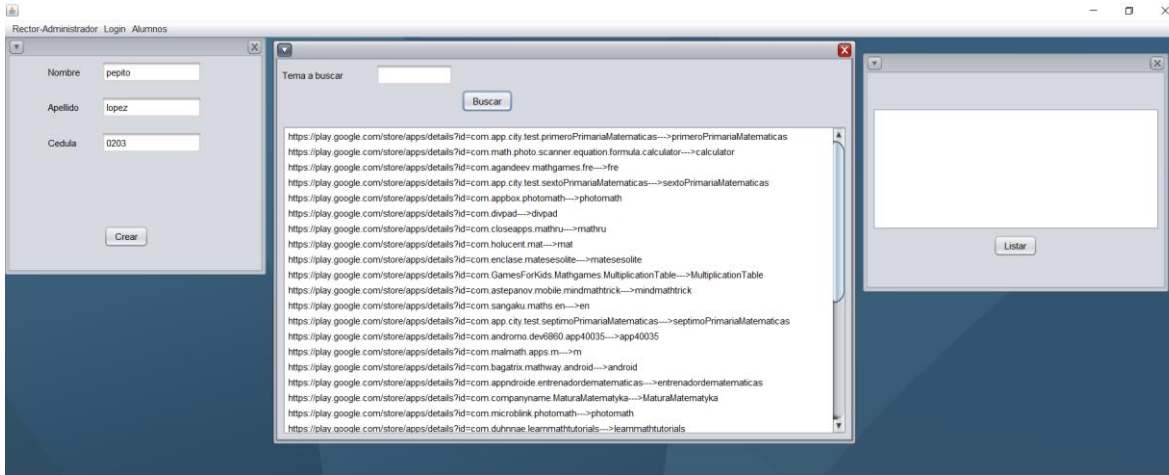 Rector-Administrador Login Alumnos
Nombre pepito
Apellido lopez
Cedula 0203
Crear
Tema a buscar
Buscar
https://play.google.com/store/apps/details?id=com.app.city.test.primeroPrimariaMatematicas--->primeroPrimariaMatematicas
https://play.google.com/store/apps/details?id=com.math.photo.scanner.equation.formula.calculator--->calculator
https://play.google.com/store/apps/details?id=com.agandeev.mathgames.fre--->fre
https://play.google.com/store/apps/details?id=com.app.city.test.sextoPrimariaMatematicas--->sextoPrimariaMatematicas
https://play.google.com/store/apps/details?id=com.appbox.photomath--->photomath
https://play.google.com/store/apps/details?id=com.divpad--->divpad
https://play.google.com/store/apps/details?id=com.closeapps.mathru--->mathru
https://play.google.com/store/apps/details?id=com.holucent.mat--->mat
https://play.google.com/store/apps/details?id=com.enclase.matesesolite--->matesesolite
https://play.google.com/store/apps/details?id=com.GamesForKids.Mathgames.MultiplicationTable--->MultiplicationTable
https://play.google.com/store/apps/details?id=com.astepanov.mobile.mindmathtrick--->mindmathtrick
https://play.google.com/store/apps/details?id=com.sangaku.maths.en--->en
https://play.google.com/store/apps/details?id=com.app.city.test.septimoPrimariaMatematicas--->septimoPrimariaMatematicas
https://play.google.com/store/apps/details?id=com.andromo.dev6860.app40035--->app40035
https://play.google.com/store/apps/details?id=com.malmath.apps.m--->m
https://play.google.com/store/apps/details?id=com.bagatrix.mathway.android--->android
https://play.google.com/store/apps/details?id=com.appndroide.entrenadordematematicas--->entrenadordematematicas
https://play.google.com/store/apps/details?id=com.companyname.MaturaMatematyka--->MaturaMatematyka
https://play.google.com/store/apps/details?id=com.microblink.photomath--->photomath
https://play.google.com/store/apps/details?id=com.duhnnae.learnmathtutorials--->learnmathtutorials
Listar